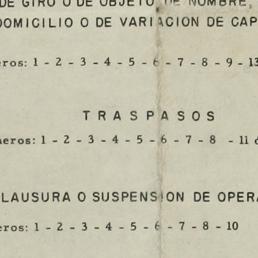 DE GIRO O DE OBJETO, DE NOMBRE,
DOMICILIO O DE VARIACION DE CAP
eros: 1 - 2 - 3 - 4 - 5 - 6 - 7 - 8 - 9 - 13
TRASPASOS
neros: 1 - 2 - 3 - 4 - 5 - 6 - 7 - 8 - 11 é
LAUSURA O SUSPENSION DE OPERA
eros: 1 - 2 - 3 - 4 - 5 - 6 - 7 - 8 - 10